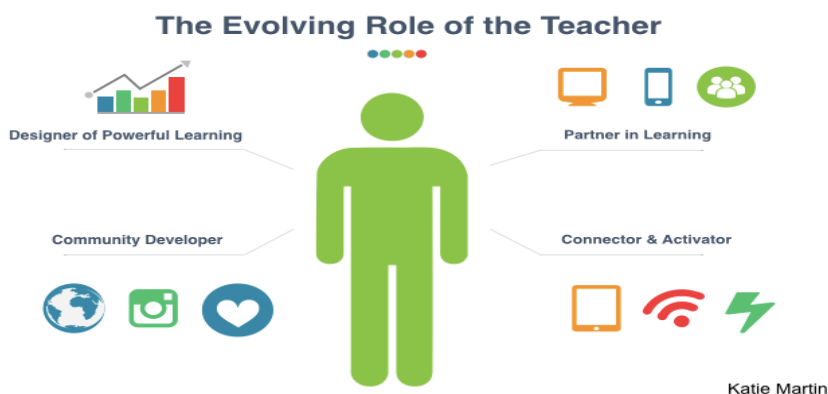 The Evolving Role of the Teacher
Designer of Powerful Learning
Partner in Learning
Community Developer
Connector & Activator
Katie Martin